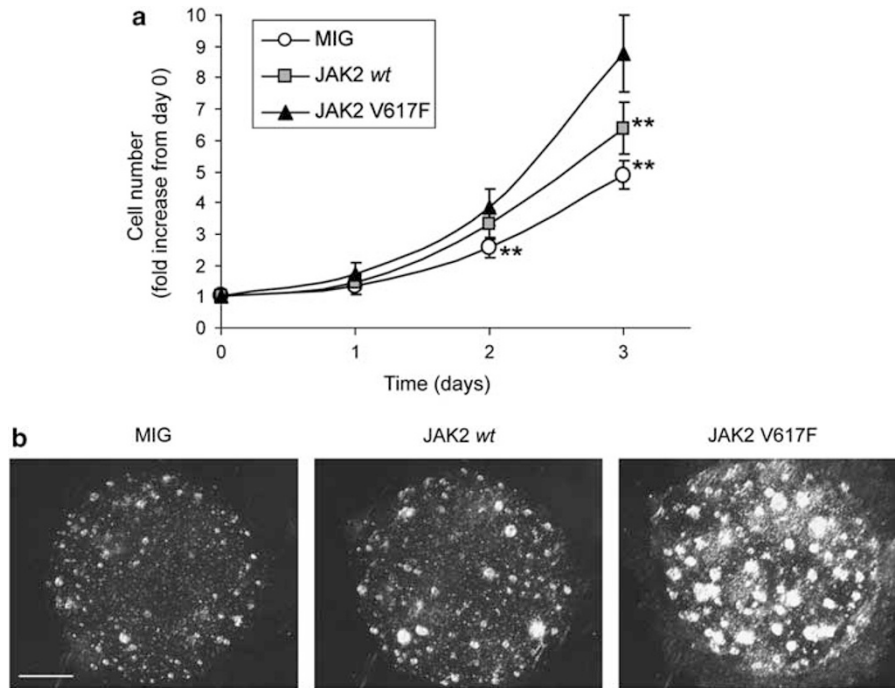 a
MIG
JAK2 wt
JAK2 V617F
Cell number
(fold increase from day 0)
10
9
8
7
6
5
4
3
2
1
0
**
**
**
0 1 2 3
Time (days)
b
MIG JAK2 wt JAK2 V617F